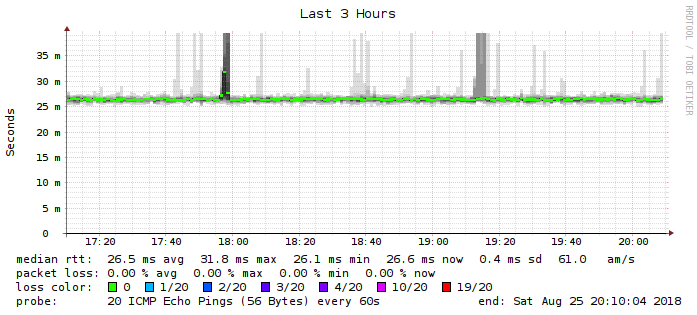 Last 3 Hours
RRDTOOL / TOBI OETIKER
Seconds
35 m
30 m
25 m
20 m
15 m
10 m
5 m
0
17:20 17:40 18:00 18:20 18:40 19:00 19:20 19:40 20:00
median rtt: 26.5 ms avg 31.8 ms max 26.1 ms min 26.6 ms now 0.4 ms sd 61.0 am/s
packet loss: 0.00 % avg 0.00 % max 0.00 % min 0.00 % now
loss color: 0 1/20 2/20 3/20 4/20 10/20 19/20
probe: 20 ICMP Echo Pings (56 Bytes) every 60s end: Sat Aug 25 20:10:04 2018